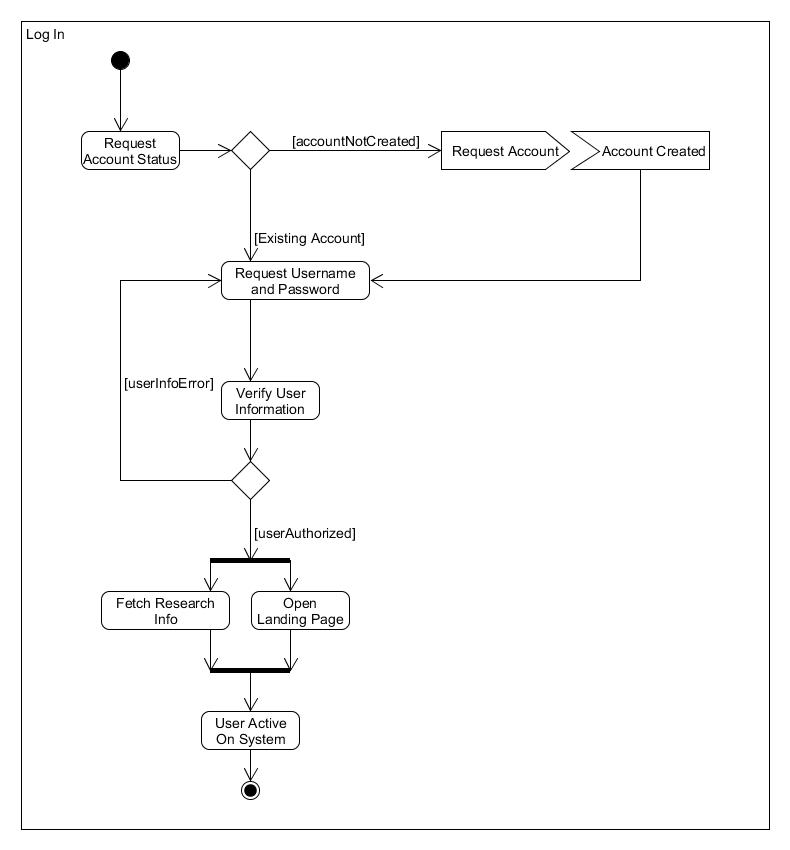 Log In
Request
Account Status
[accountNotCreated]
Request Account
Account Created
[Existing Account]
Request Username
and Password
[userInfoError]
Verify User
Information
[userAuthorized]
Fetch Research
Info
Open
Landing Page
User Active
On System